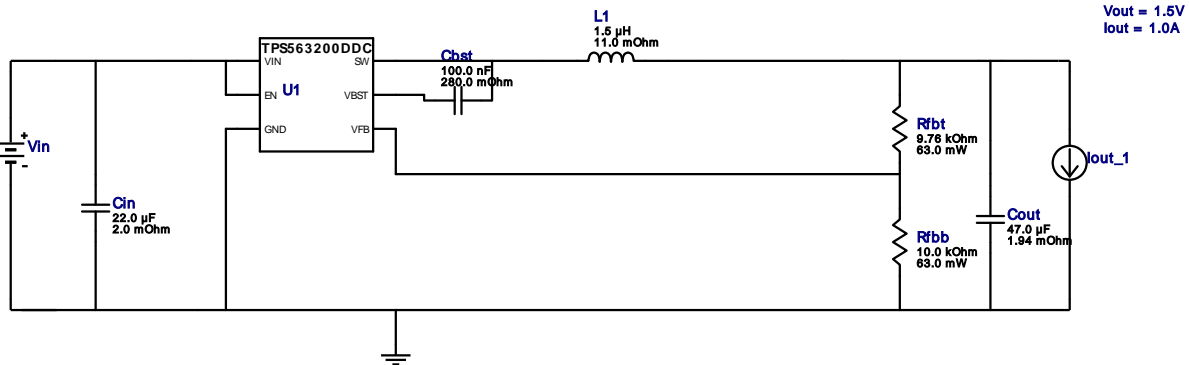 Vout = 1.5V
Iout = 1.0A
L1
1.5 µH
11.0 mOhm
TPS563200DDC
VIN
SW
Cbst
100.0 nF
280.0 mOhm
EN
U1
VBST
GND
VFB
+
Vin
-
Rfbt
9.76 kOhm
63.0 mW
Iout_1
Cin
22.0 µF
2.0 mOhm
Cout
47.0 µF
1.94 mOhm
Rfbb
10.0 kOhm
63.0 mW